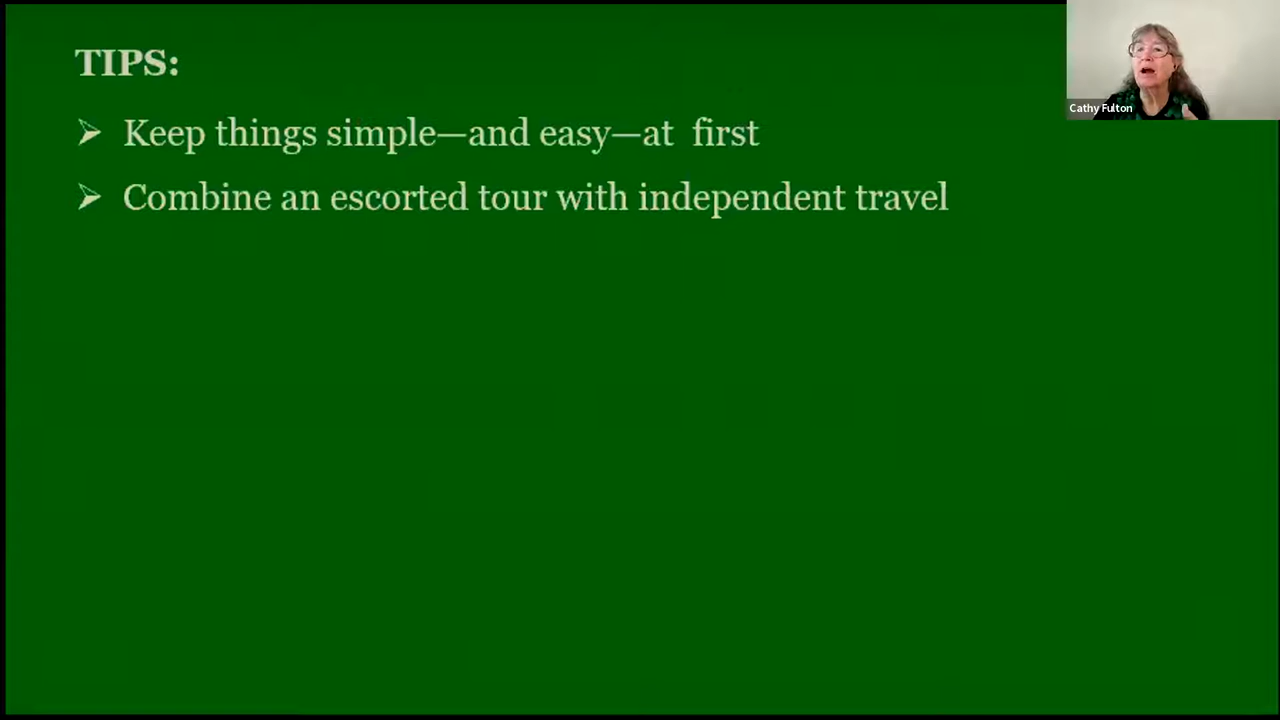 TIPS:
➢ Keep things simple—and easy—at first
➢ Combine an escorted tour with independent travel
Cathy Fulton